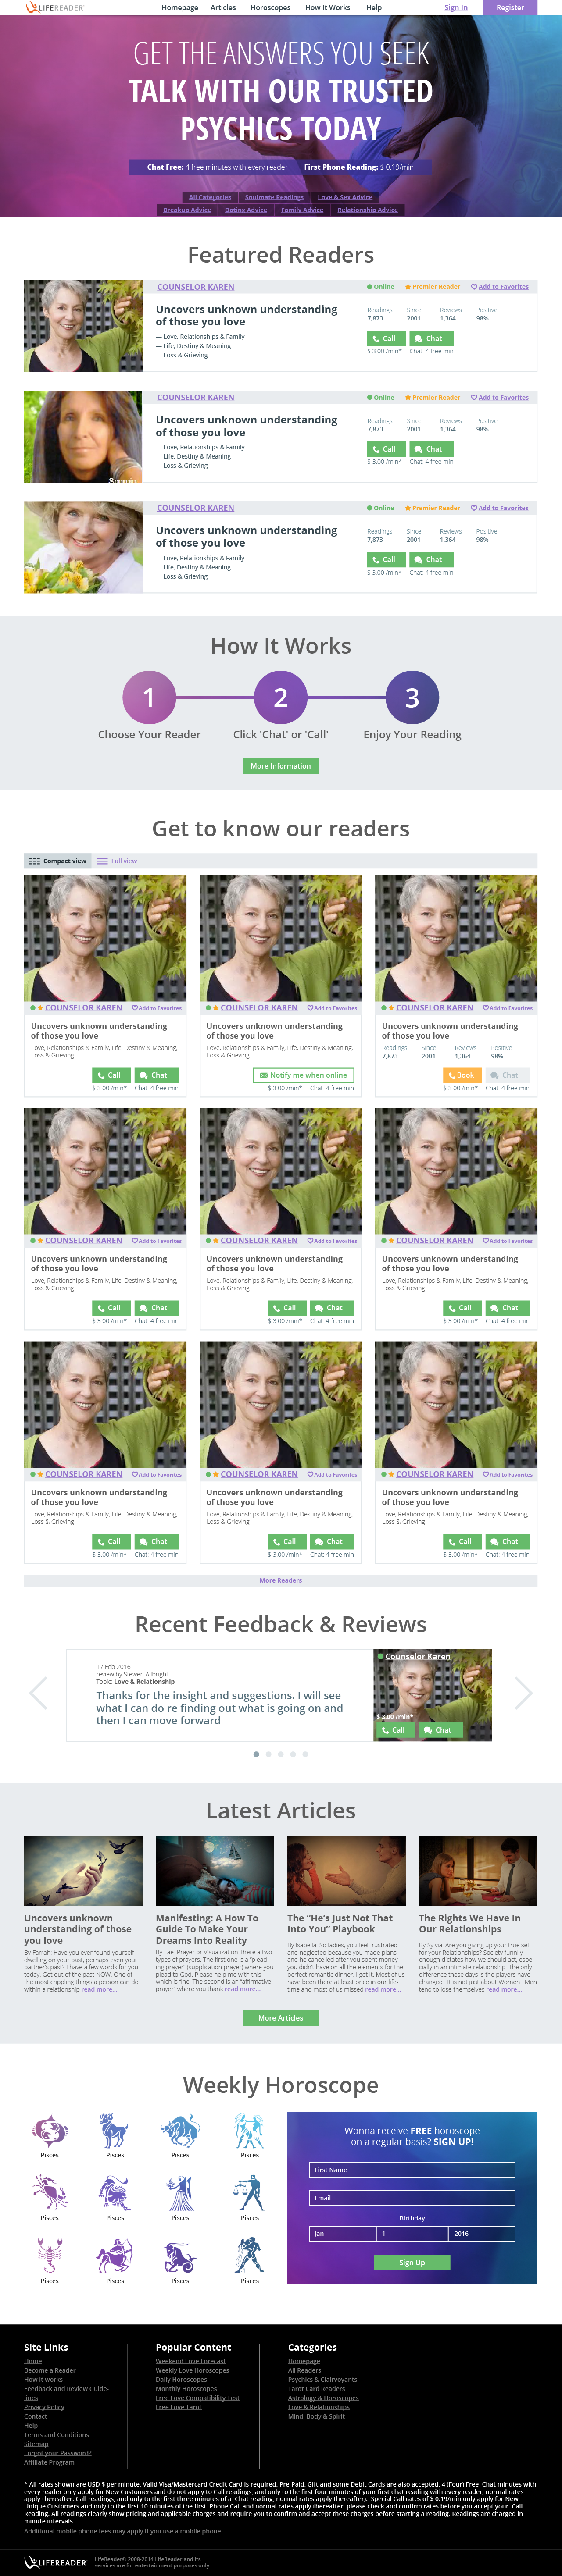 LIFEREADER
Homepage Articles Horoscopes How It Works Help Sign In Register
GET THE ANSWERS YOU SEEK
TALK WITH OUR TRUSTED
PSYCHICS TODAY
Chat Free: 4 free minutes with every reader First Phone Reading: $ 0.19/min
All Categories Soulmate Readings Love & Sex Advice
Breakup Advice Dating Advice Family Advice Relationship Advice
Featured Readers
COUNSELOR KAREN Online Premier Reader Add to Favorites
Uncovers unknown understanding
of those you love
— Love, Relationships & Family
— Life, Destiny & Meaning
— Loss & Grieving
Readings Since Reviews Positive
7,873 2001 1,364 98%
Call Chat
$ 3.00 /min* Chat: 4 free min
COUNSELOR KAREN Online Premier Reader Add to Favorites
Uncovers unknown understanding
of those you love
— Love, Relationships & Family
— Life, Destiny & Meaning
— Loss & Grieving
Readings Since Reviews Positive
7,873 2001 1,364 98%
Call Chat
$ 3.00 /min* Chat: 4 free min
COUNSELOR KAREN Online Premier Reader Add to Favorites
Uncovers unknown understanding
of those you love
— Love, Relationships & Family
— Life, Destiny & Meaning
— Loss & Grieving
Readings Since Reviews Positive
7,873 2001 1,364 98%
Call Chat
$ 3.00 /min* Chat: 4 free min
How It Works
1 2 3
Choose Your Reader Click 'Chat' or 'Call' Enjoy Your Reading
More Information
Get to know our readers
Compact view Full view
COUNSELOR KAREN Add to Favorites
Uncovers unknown understanding
of those you love
Love, Relationships & Family, Life, Destiny & Meaning,
Loss & Grieving
Call Chat
$ 3.00 /min* Chat: 4 free min
COUNSELOR KAREN Add to Favorites
Uncovers unknown understanding
of those you love
Love, Relationships & Family, Life, Destiny & Meaning,
Loss & Grieving
Notify me when online
$ 3.00 /min* Chat: 4 free min
COUNSELOR KAREN Add to Favorites
Uncovers unknown understanding
of those you love
Readings Since Reviews Positive
7,873 2001 1,364 98%
Book Chat
$ 3.00 /min* Chat: 4 free min
COUNSELOR KAREN Add to Favorites
Uncovers unknown understanding
of those you love
Love, Relationships & Family, Life, Destiny & Meaning,
Loss & Grieving
Call Chat
$ 3.00 /min* Chat: 4 free min
COUNSELOR KAREN Add to Favorites
Uncovers unknown understanding
of those you love
Love, Relationships & Family, Life, Destiny & Meaning,
Loss & Grieving
Call Chat
$ 3.00 /min* Chat: 4 free min
COUNSELOR KAREN Add to Favorites
Uncovers unknown understanding
of those you love
Love, Relationships & Family, Life, Destiny & Meaning,
Loss & Grieving
Call Chat
$ 3.00 /min* Chat: 4 free min
COUNSELOR KAREN Add to Favorites
Uncovers unknown understanding
of those you love
Love, Relationships & Family, Life, Destiny & Meaning,
Loss & Grieving
Call Chat
$ 3.00 /min* Chat: 4 free min
COUNSELOR KAREN Add to Favorites
Uncovers unknown understanding
of those you love
Love, Relationships & Family, Life, Destiny & Meaning,
Loss & Grieving
Call Chat
$ 3.00 /min* Chat: 4 free min
COUNSELOR KAREN Add to Favorites
Uncovers unknown understanding
of those you love
Love, Relationships & Family, Life, Destiny & Meaning,
Loss & Grieving
Call Chat
$ 3.00 /min* Chat: 4 free min
More Readers
Recent Feedback & Reviews
17 Feb 2016
review by Stewen Allbright
Topic: Love & Relationship
Thanks for the insight and suggestions. I will see
what I can do re finding out what is going on and
then I can move forward
Counselor Karen
$ 3.00 /min*
Call Chat
Latest Articles
Uncovers unknown
understanding of those
you love
By Farrah: Have you ever found yourself
dwelling on your past, perhaps even your
partner's past? I have a few words for you
today. Get out of the past NOW. One of
the most crippling things a person can do
within a relationship read more...
Manifesting: A How To
Guide To Make Your
Dreams Into Reality
By Fae: Prayer or Visualization There a two
types of prayers. The first one is a "plead-
ing prayer" (supplication prayer) where you
plead to God. Please help me with this
which is fine. The second is an "affirmative
prayer" where you thank read more...
The "He's Just Not That
Into You" Playbook
By Isabella: So ladies, you feel frustrated
and neglected because you made plans
and he cancelled them after you spent money
you didn't have on all the elements for the
perfect romantic dinner. I get it. Most of us
have been there at least once in our life-
time and most of us missed read more...
The Rights We Have In
Our Relationships
By Sylvia: Are you giving up your true self
for your Relationships? Society funnily
enough dictates how we should act, espe-
cially in an intimate relationship. The only
difference these days is the players have
changed. It is not just about Women. Men
tend to lose themselves read more...
More Articles
Weekly Horoscope
Pisces Pisces Pisces Pisces
Pisces Pisces Pisces Pisces
Pisces Pisces Pisces Pisces
Wonna receive FREE horoscope
on a regular basis? SIGN UP!
First Name
Email
Birthday
Jan 1 2016
Sign Up
Site Links
Home
Become a Reader
How it works
Feedback and Review Guide-
lines
Privacy Policy
Contact
Help
Terms and Conditions
Sitemap
Forgot your Password?
Affiliate Program
Popular Content
Weekend Love Forecast
Weekly Love Horoscopes
Daily Horoscopes
Monthly Horoscopes
Free Love Compatibility Test
Free Love Tarot
Categories
Homepage
All Readers
Psychics & Clairvoyants
Tarot Card Readers
Astrology & Horoscopes
Love & Relationships
Mind, Body & Spirit
* All rates shown are USD $ per minute. Valid Visa/Mastercard Credit Card is required. Pre-Paid, Gift and some Debit Cards are also accepted. 4 (Four) Free Chat minutes with
every reader only apply for New Customers and do not apply to Call readings, and only to the first four minutes of your first chat reading with every reader, normal rates
apply thereafter. Call readings, and only to the first three minutes of a Chat reading, normal rates apply thereafter). Special Call rates of $ 0.19/min only apply for New
Unique Customers and only to the first 10 minutes of the first Phone Call and normal rates apply thereafter, please check and confirm rates before you accept your Call
Reading. All readings clearly show pricing and applicable charges and require you to confirm and accept these charges before starting a reading. Readings are charged in
minute intervals.
Additional mobile phone fees may apply if you use a mobile phone.
LIFEREADER
LifeReader© 2008-2014 LifeReader and its
services are for entertainment purposes only